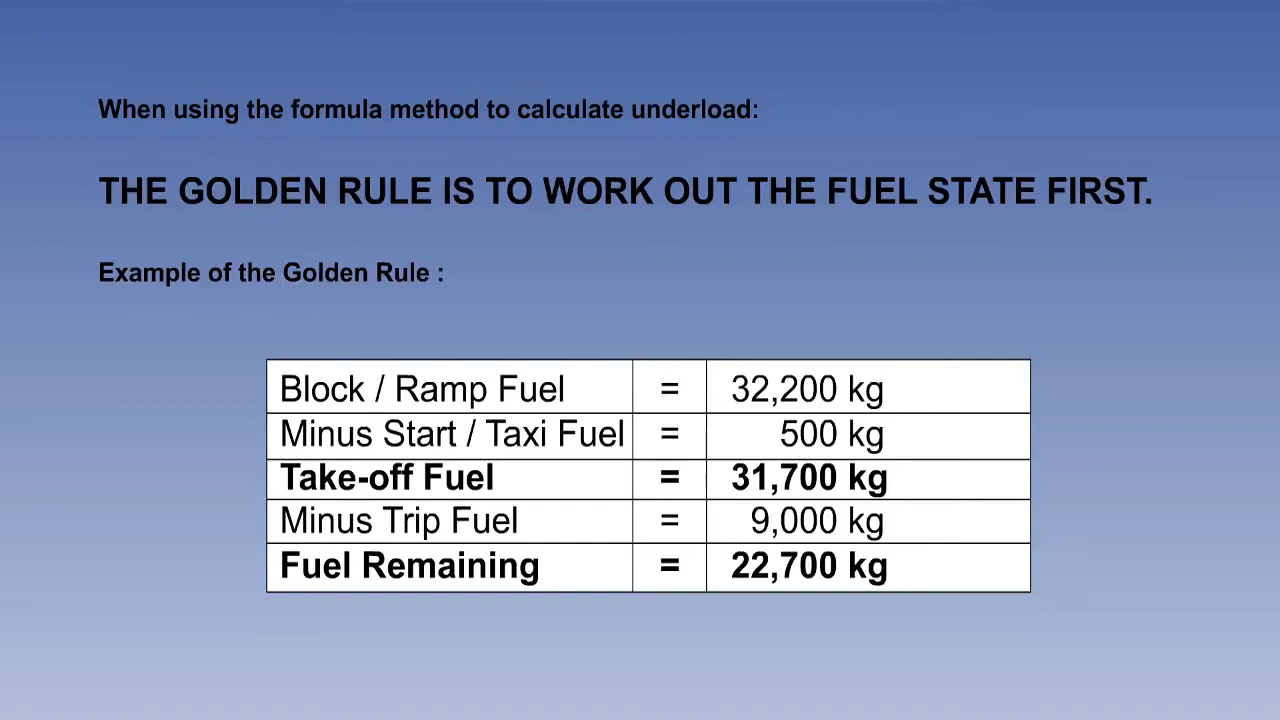 When using the formula method to calculate underload:
THE GOLDEN RULE IS TO WORK OUT THE FUEL STATE FIRST.
Example of the Golden Rule :
Block / Ramp Fuel = 32,200 kg
Minus Start / Taxi Fuel = 500 kg
Take-off Fuel = 31,700 kg
Minus Trip Fuel = 9,000 kg
Fuel Remaining = 22,700 kg